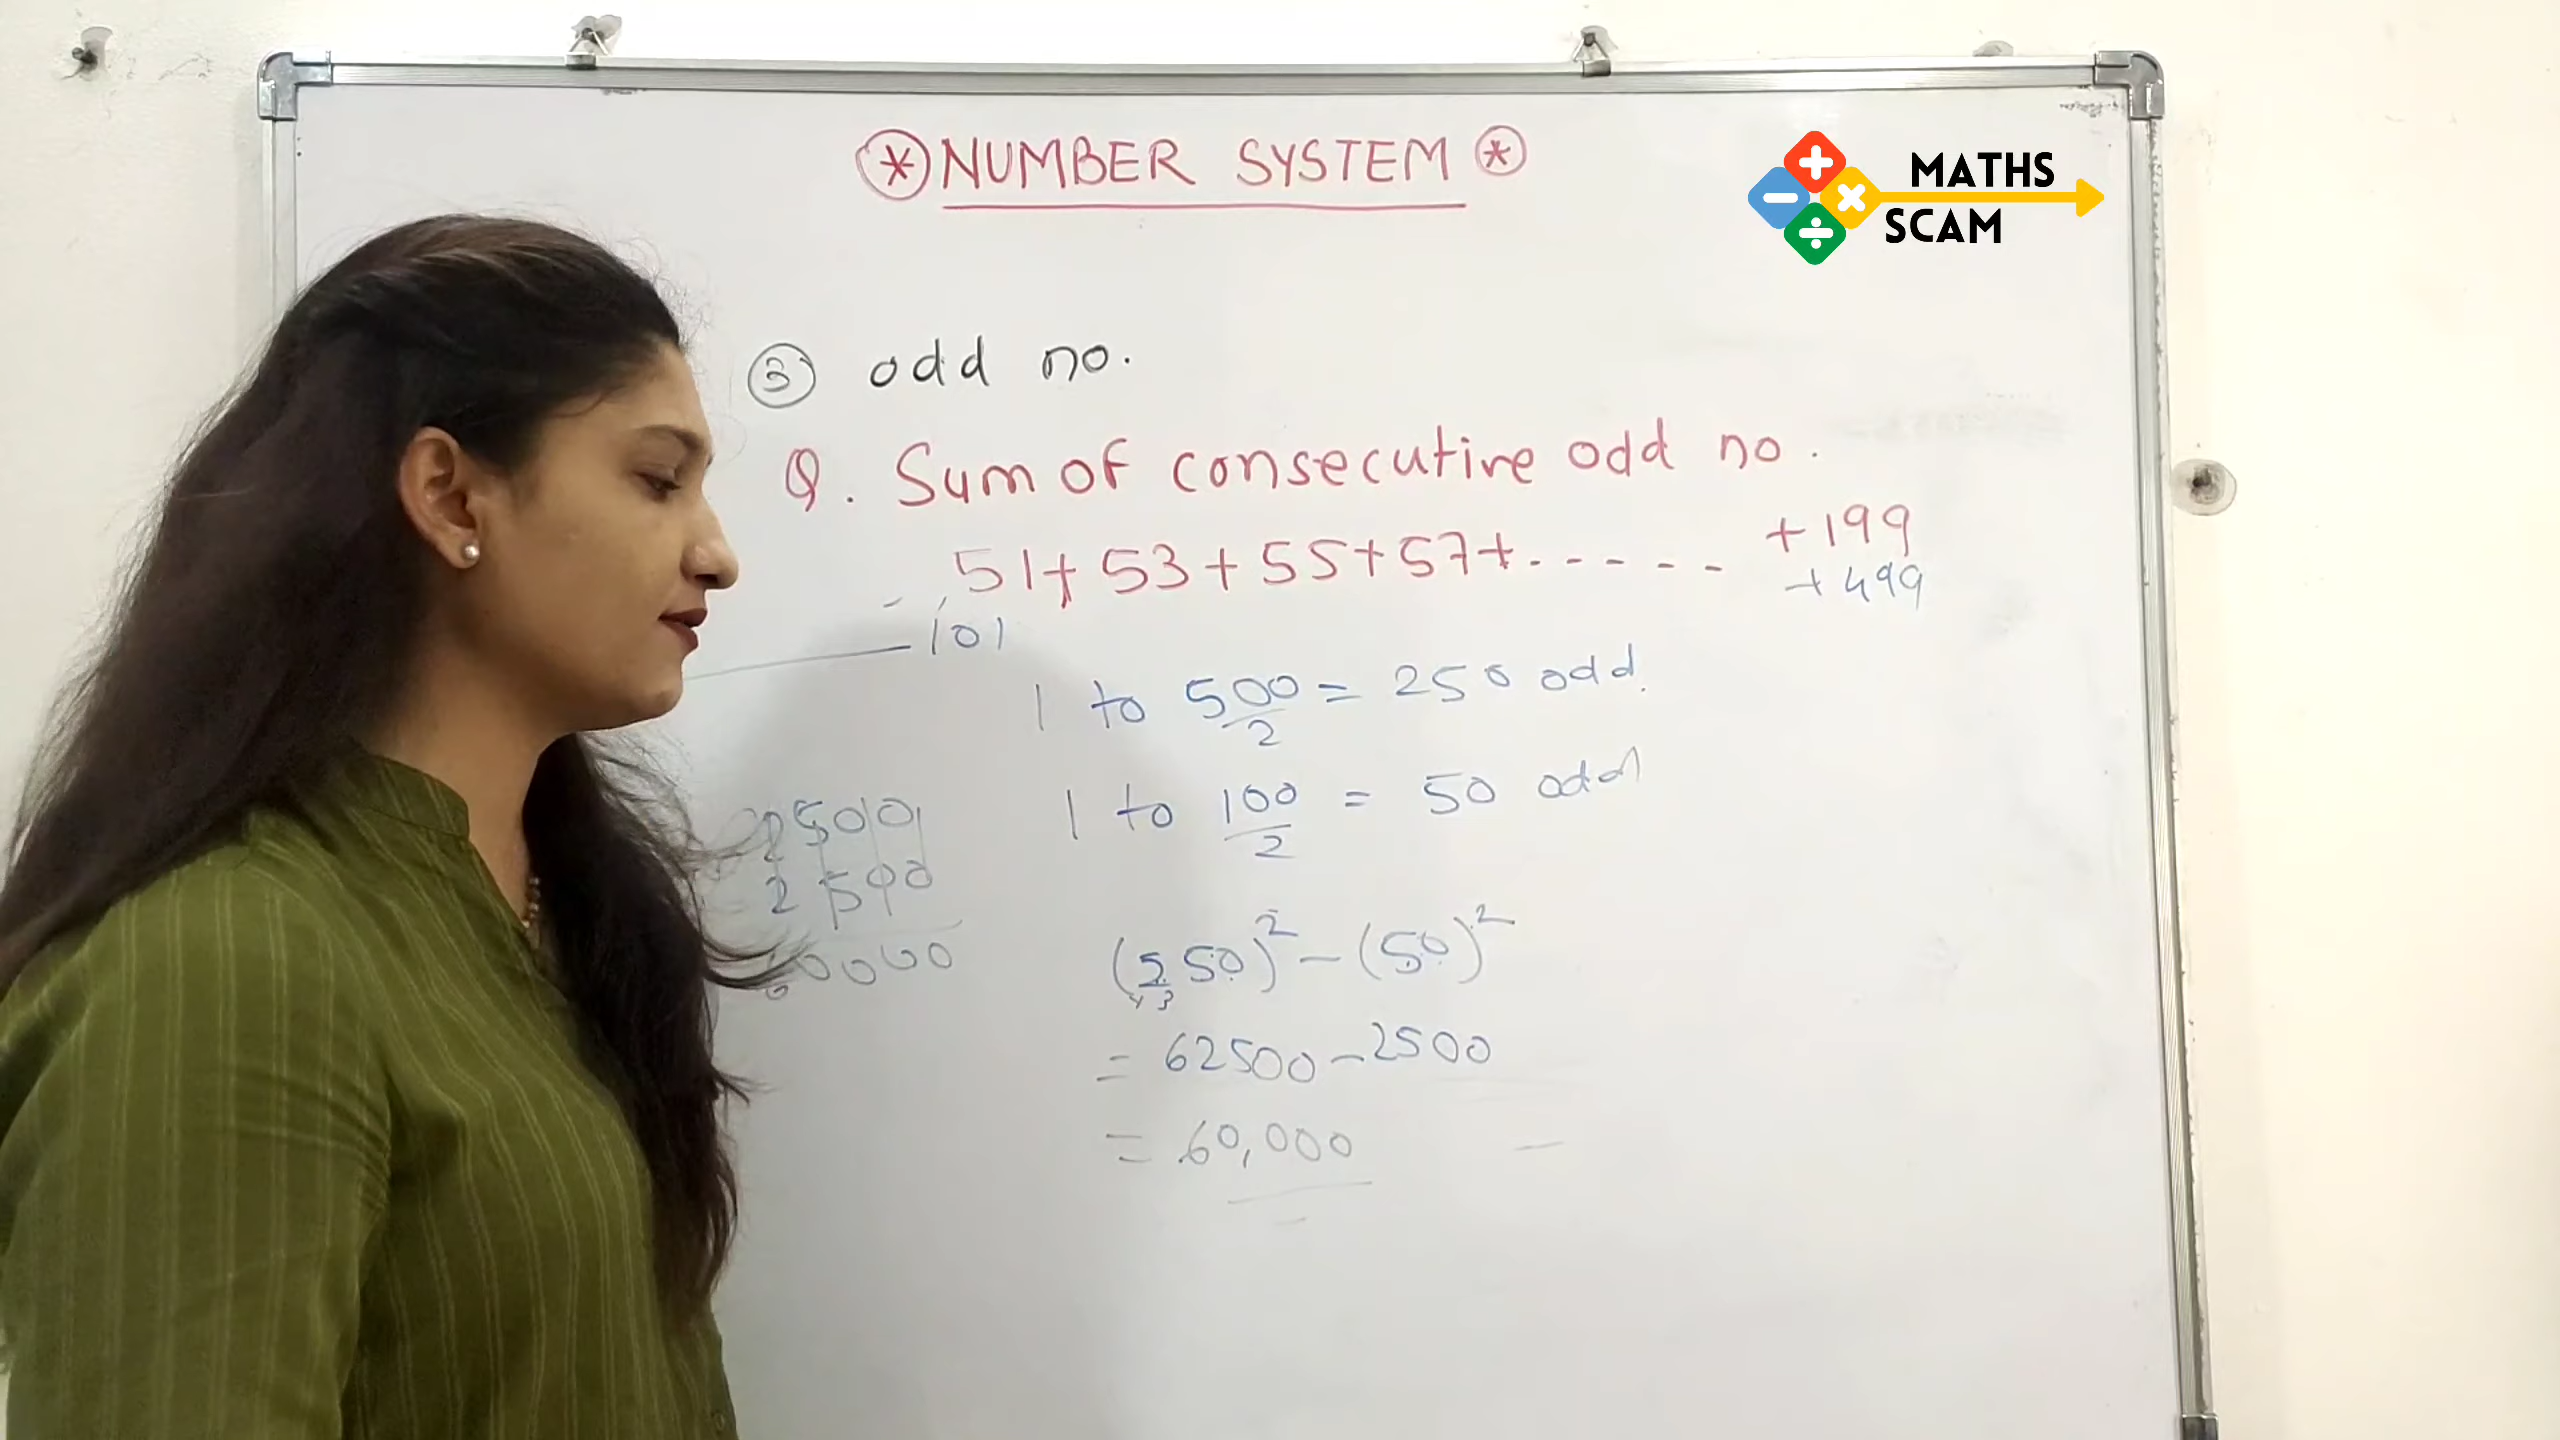 * NUMBER SYSTEM *
MATHS
SCAM
③ odd no.
Q. Sum of consecutive odd no.
51+ 53 + 55+57+ . - - - - +199
+499
101
1 to 500/2 = 250 odd.
1 to 100/2 = 50 odd
2500
2500
0000
(250)² - (50)²
= 62500 - 2500
= 60,000